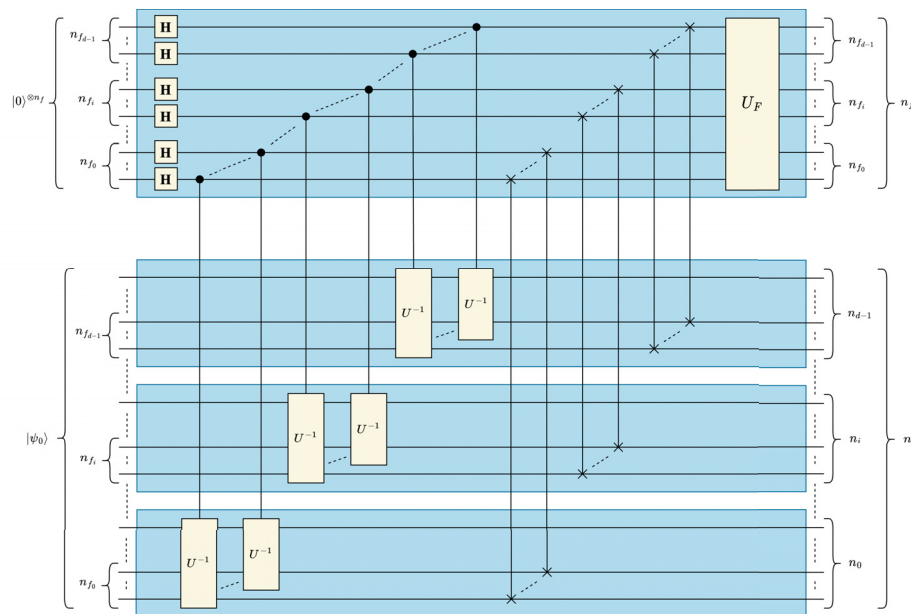 n_{f_{d-1}} H n_{f_{d-1}}
H
|0⟩^{⊗n_f} n_{f_i} H U_F n_{f_i}
H
n_{f_0} H n_{f_0}
H
U^{-1} U^{-1} n_{d-1}
n_{f_{d-1}}
|ψ_0⟩ U^{-1} U^{-1} n_i n
n_{f_i}
U^{-1} U^{-1} n_0
n_{f_0}